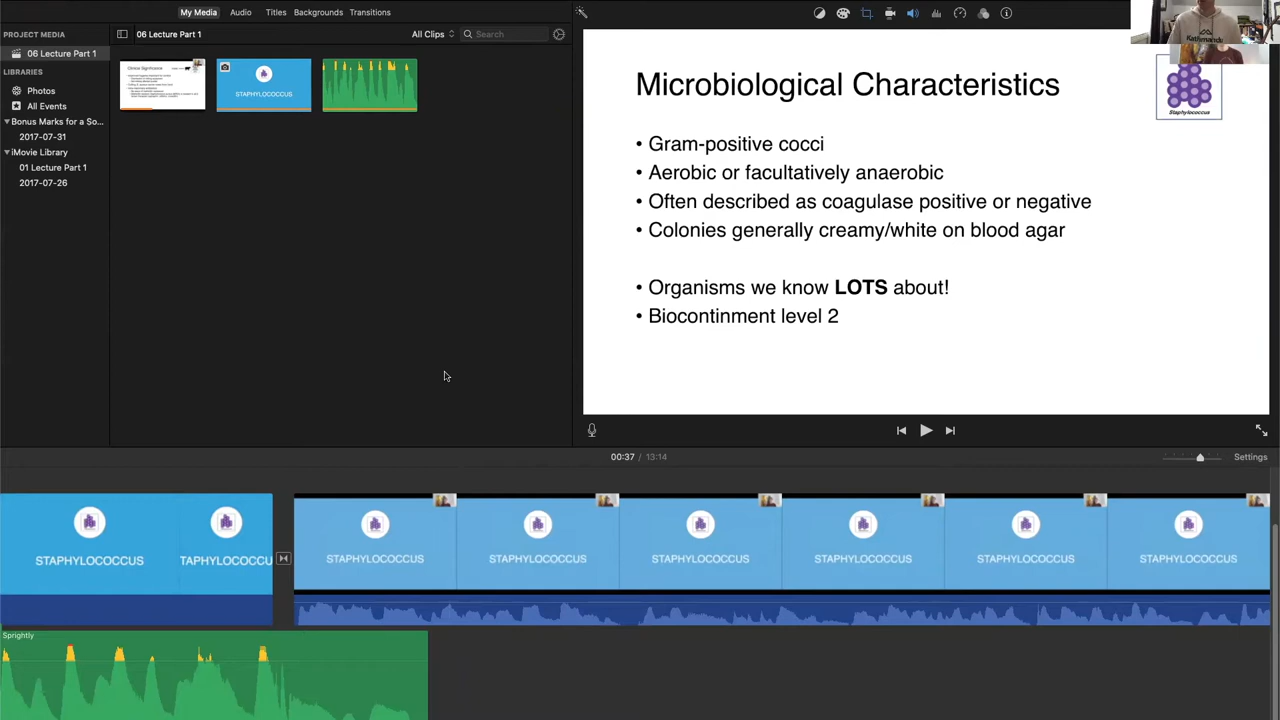 My Media Audio Titles Backgrounds Transitions
PROJECT MEDIA
06 Lecture Part 1
LIBRARIES
Photos
All Events
Bonus Marks for a So...
2017-07-31
iMovie Library
01 Lecture Part 1
2017-07-26
06 Lecture Part 1
All Clips
Search
Clinical Significance
STAPHYLOCOCCUS
Kathmandu
Microbiological Characteristics
Staphylococcus
• Gram-positive cocci
• Aerobic or facultatively anaerobic
• Often described as coagulase positive or negative
• Colonies generally creamy/white on blood agar
• Organisms we know LOTS about!
• Biocontinment level 2
00:37 / 13:14
Settings
STAPHYLOCOCCUS
TAPHYLOCOCCU
STAPHYLOCOCCUS
STAPHYLOCOCCUS
STAPHYLOCOCCUS
STAPHYLOCOCCUS
STAPHYLOCOCCUS
STAPHYLOCOCCUS
Sprightly